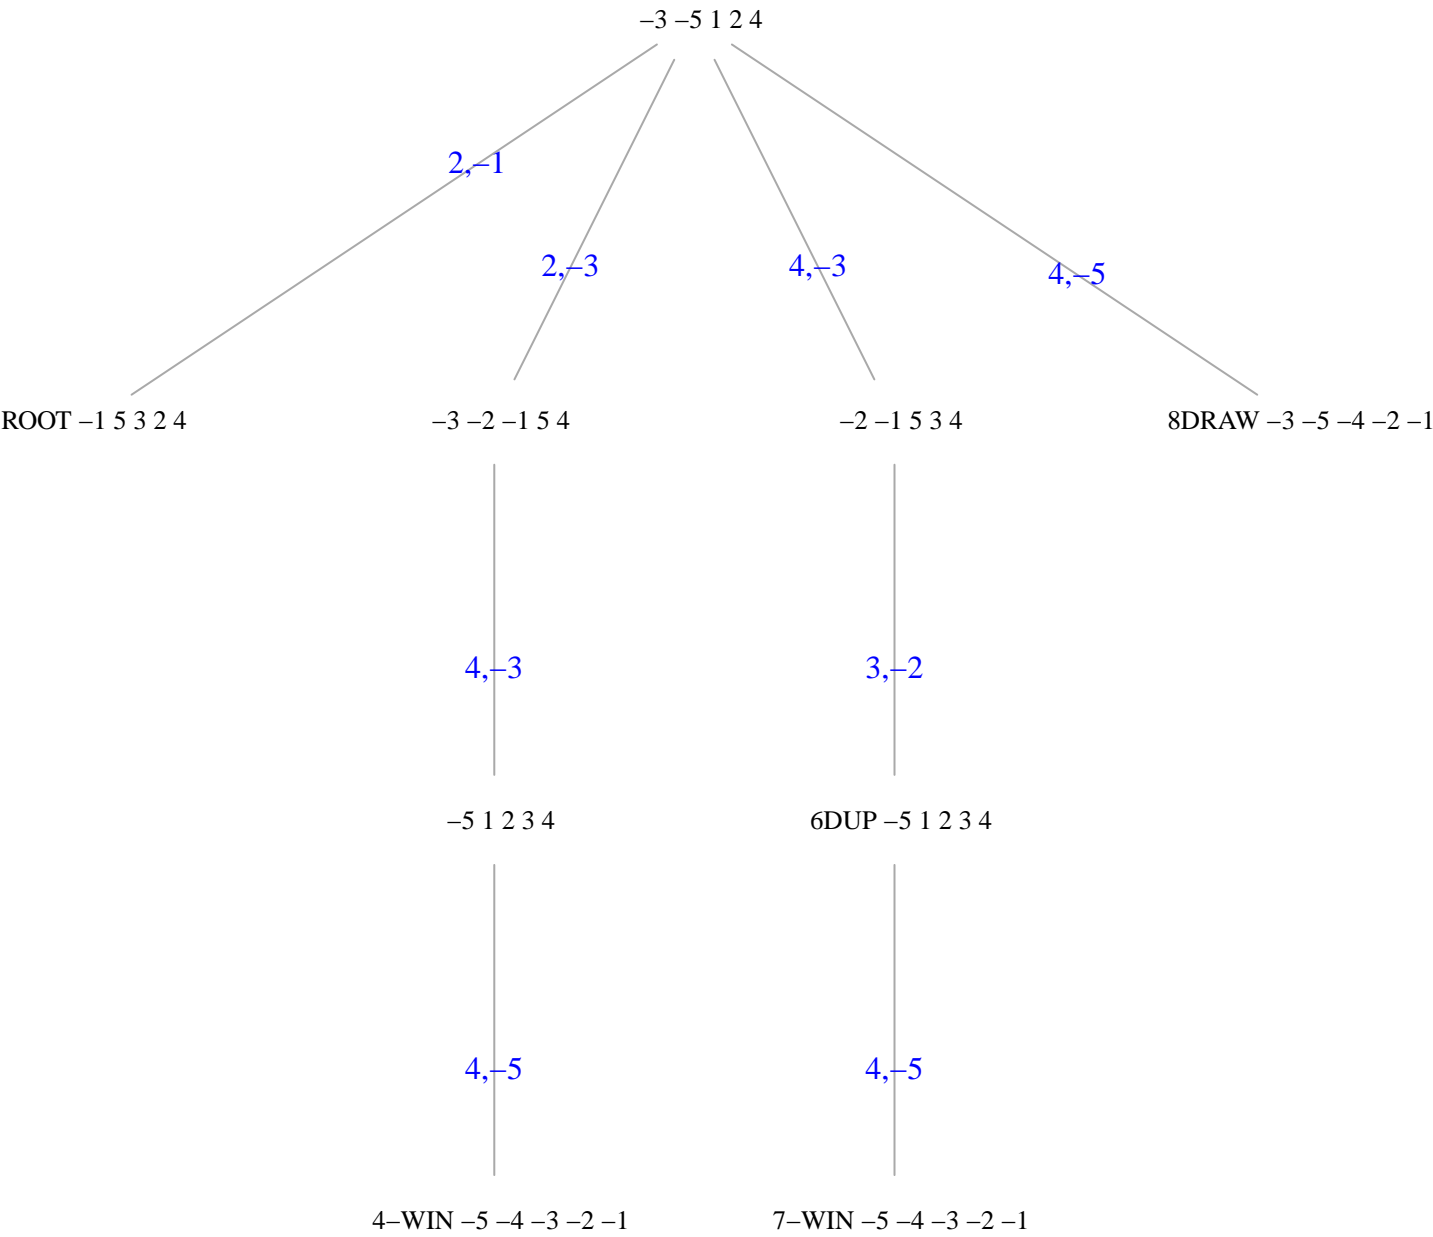 –3 –5 1 2 4
2,–1
2,–3
4,–3
4,–5
ROOT –1 5 3 2 4
–3 –2 –1 5 4
–2 –1 5 3 4
8DRAW –3 –5 –4 –2 –1
4,–3
3,–2
–5 1 2 3 4
6DUP –5 1 2 3 4
4,–5
4,–5
4–WIN –5 –4 –3 –2 –1
7–WIN –5 –4 –3 –2 –1